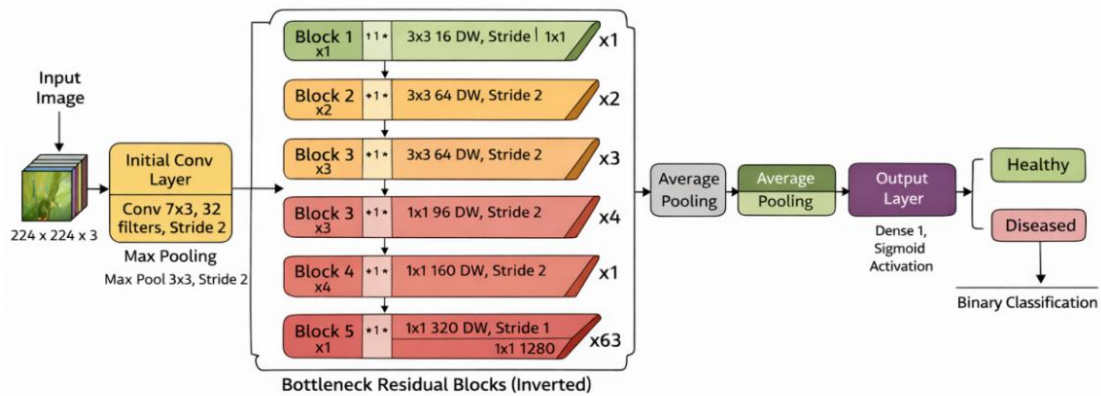 Input
Image
224 x 224 x 3
Initial Conv
Layer
Conv 7x3, 32
filters, Stride 2
Max Pooling
Max Pool 3x3, Stride 2
Block 1
x1
3x3 16 DW, Stride | 1x1
x1
Block 2
x2
*1*
3x3 64 DW, Stride 2
x2
Block 3
x3
*1*
3x3 64 DW, Stride 2
x3
Block 3
x3
*1*
1x1 96 DW, Stride 2
x4
Block 4
x4
*1*
1x1 160 DW, Stride 2
x1
Block 5
x1
*1*
1x1 320 DW, Stride 1
1x1 1280
x63
Bottleneck Residual Blocks (Inverted)
Average
Pooling
Average
Pooling
Output
Layer
Dense 1,
Sigmoid
Activation
Healthy
Diseased
Binary Classification